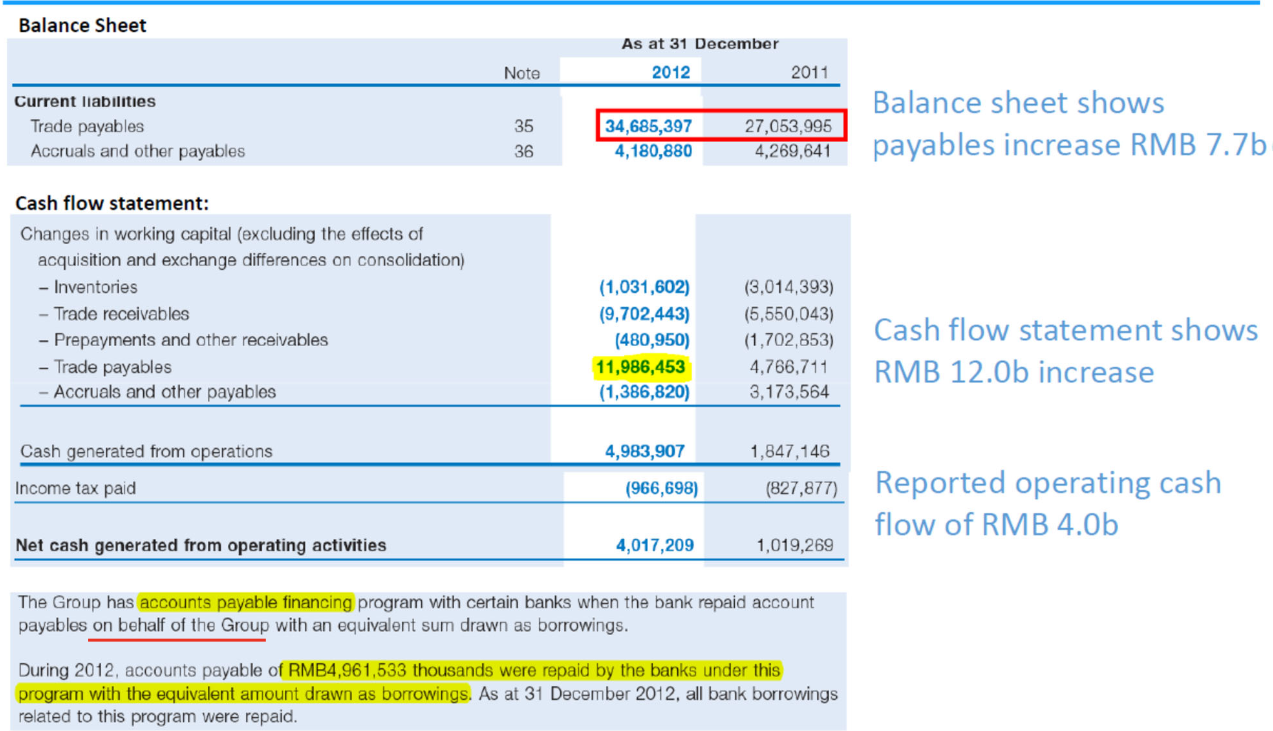 Balance Sheet
As at 31 December
Note 2012 2011
Current liabilities
Trade payables 35 34,685,397 27,053,995
Accruals and other payables 36 4,180,880 4,269,641
Balance sheet shows
payables increase RMB 7.7b
Cash flow statement:
Changes in working capital (excluding the effects of
acquisition and exchange differences on consolidation)
– Inventories (1,031,602) (3,014,393)
– Trade receivables (9,702,443) (5,550,043)
– Prepayments and other receivables (480,950) (1,702,853)
– Trade payables 11,986,453 4,766,711
– Accruals and other payables (1,386,820) 3,173,564
Cash flow statement shows
RMB 12.0b increase
Cash generated from operations 4,983,907 1,847,146
Income tax paid (966,698) (827,877)
Net cash generated from operating activities 4,017,209 1,019,269
Reported operating cash
flow of RMB 4.0b
The Group has accounts payable financing program with certain banks when the bank repaid account
payables on behalf of the Group with an equivalent sum drawn as borrowings.
During 2012, accounts payable of RMB4,961,533 thousands were repaid by the banks under this
program with the equivalent amount drawn as borrowings. As at 31 December 2012, all bank borrowings
related to this program were repaid.